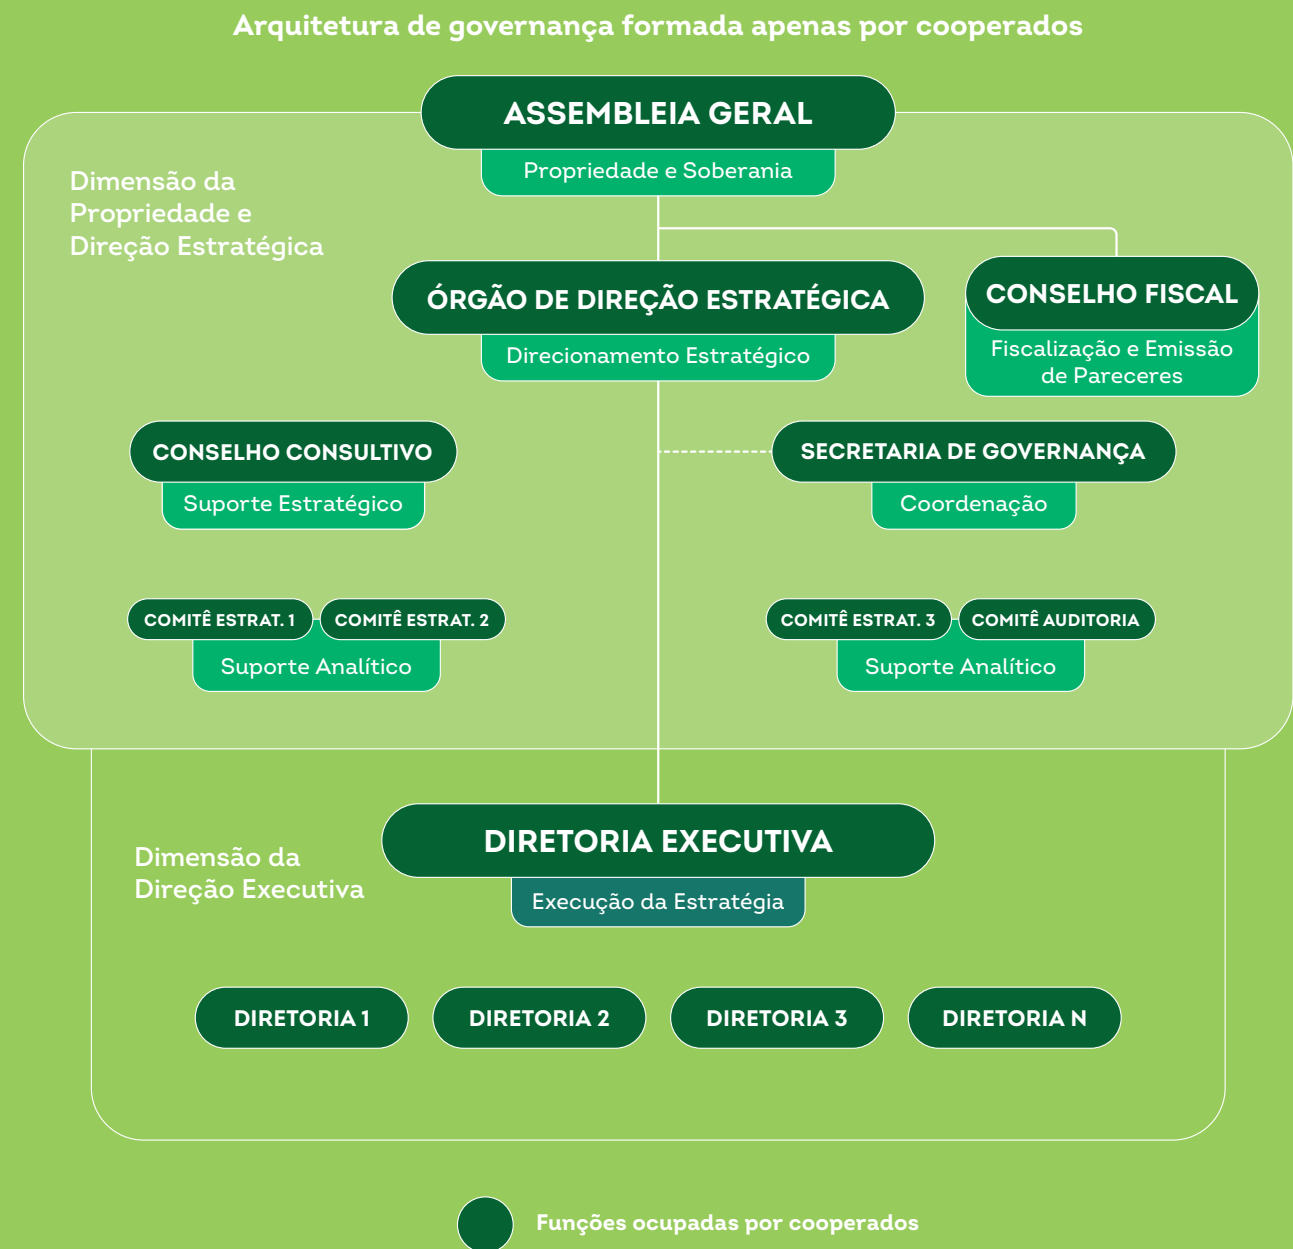 Arquitetura de governança formada apenas por cooperados
ASSEMBLEIA GERAL
Propriedade e Soberania
Dimensão da
Propriedade e
Direção Estratégica
ÓRGÃO DE DIREÇÃO ESTRATÉGICA
Direcionamento Estratégico
CONSELHO FISCAL
Fiscalização e Emissão
de Pareceres
CONSELHO CONSULTIVO
Suporte Estratégico
SECRETARIA DE GOVERNANÇA
Coordenação
COMITÊ ESTRAT. 1
COMITÊ ESTRAT. 2
Suporte Analítico
COMITÊ ESTRAT. 3
COMITÊ AUDITORIA
Suporte Analítico
DIRETORIA EXECUTIVA
Execução da Estratégia
Dimensão da
Direção Executiva
DIRETORIA 1
DIRETORIA 2
DIRETORIA 3
DIRETORIA N
Funções ocupadas por cooperados